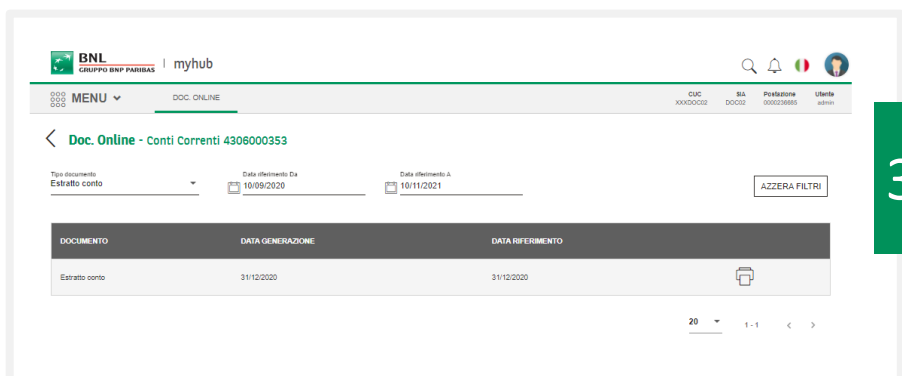 BNL
GRUPPO BNP PARIBAS
myhub
MENU
DOC. ONLINE
CUC SIA Postazione Utente
XXXDOC02 DOC02 0000236885 admin
Doc. Online - Conti Correnti 4306000353
Tipo documento Data riferimento Da Data riferimento A
Estratto conto 10/09/2020 10/11/2021
AZZERA FILTRI
3
DOCUMENTO DATA GENERAZIONE DATA RIFERIMENTO
Estratto conto 31/12/2020 31/12/2020
20 1 - 1